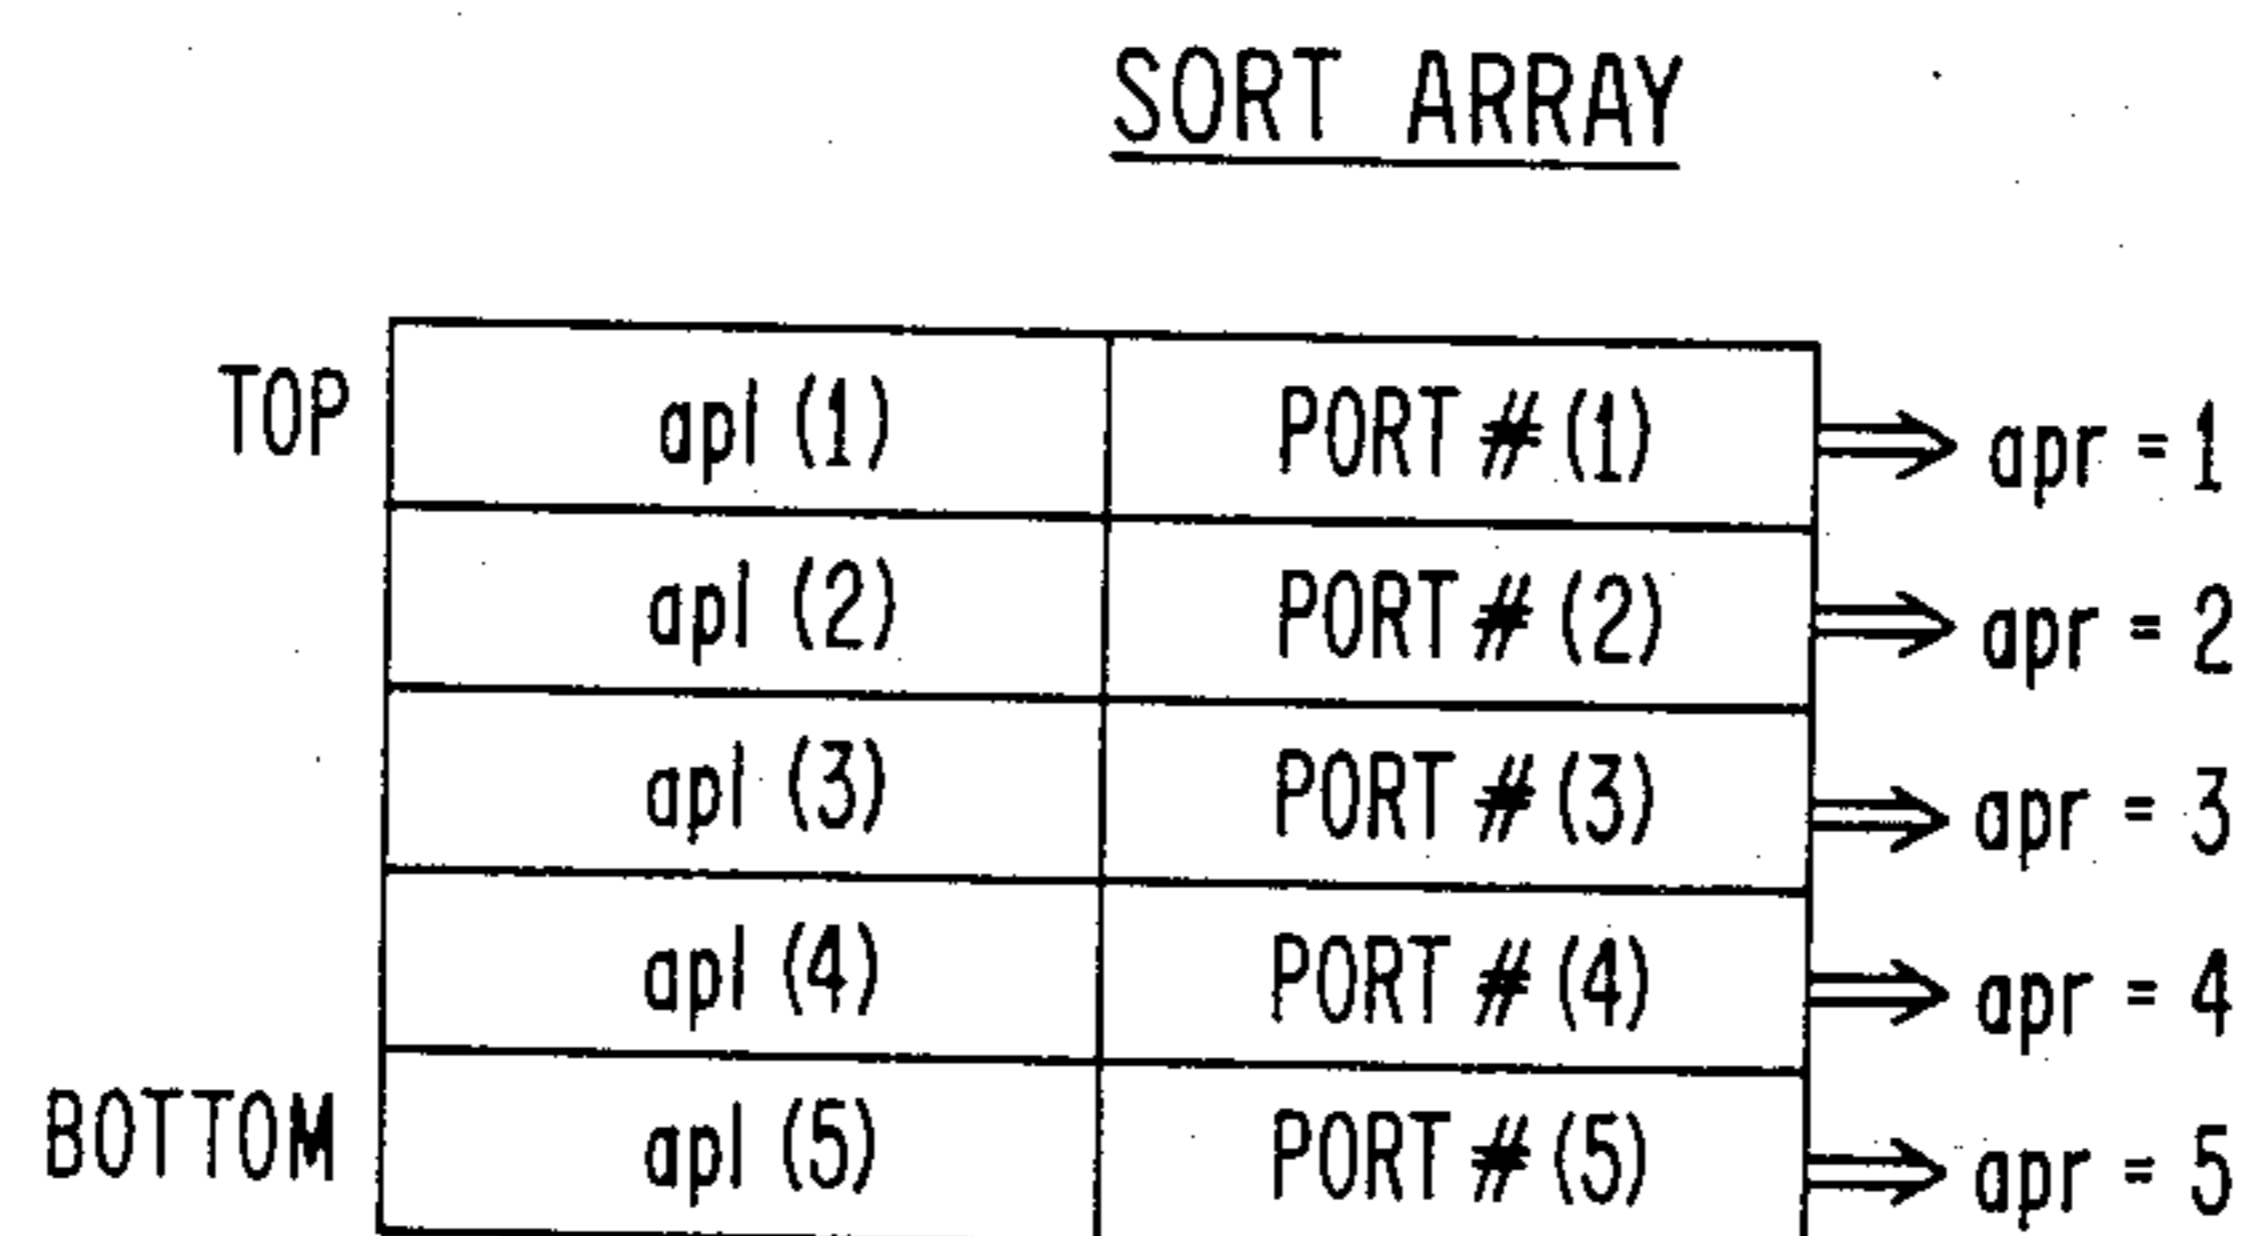 SORT ARRAY
TOP apl (1) PORT # (1) apr = 1
apl (2) PORT # (2) apr = 2
apl (3) PORT # (3) apr = 3
apl (4) PORT # (4) apr = 4
BOTTOM apl (5) PORT # (5) apr = 5